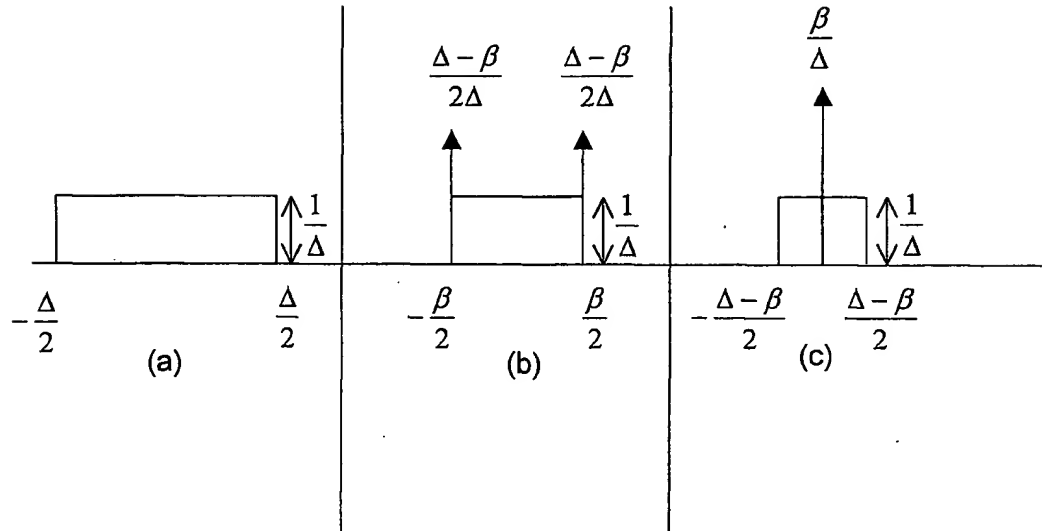 (Δ − β)/(2Δ) (Δ − β)/(2Δ) β/Δ
1/Δ 1/Δ 1/Δ
−Δ/2 Δ/2 −β/2 β/2 −(Δ − β)/2 (Δ − β)/2
(a) (b) (c)